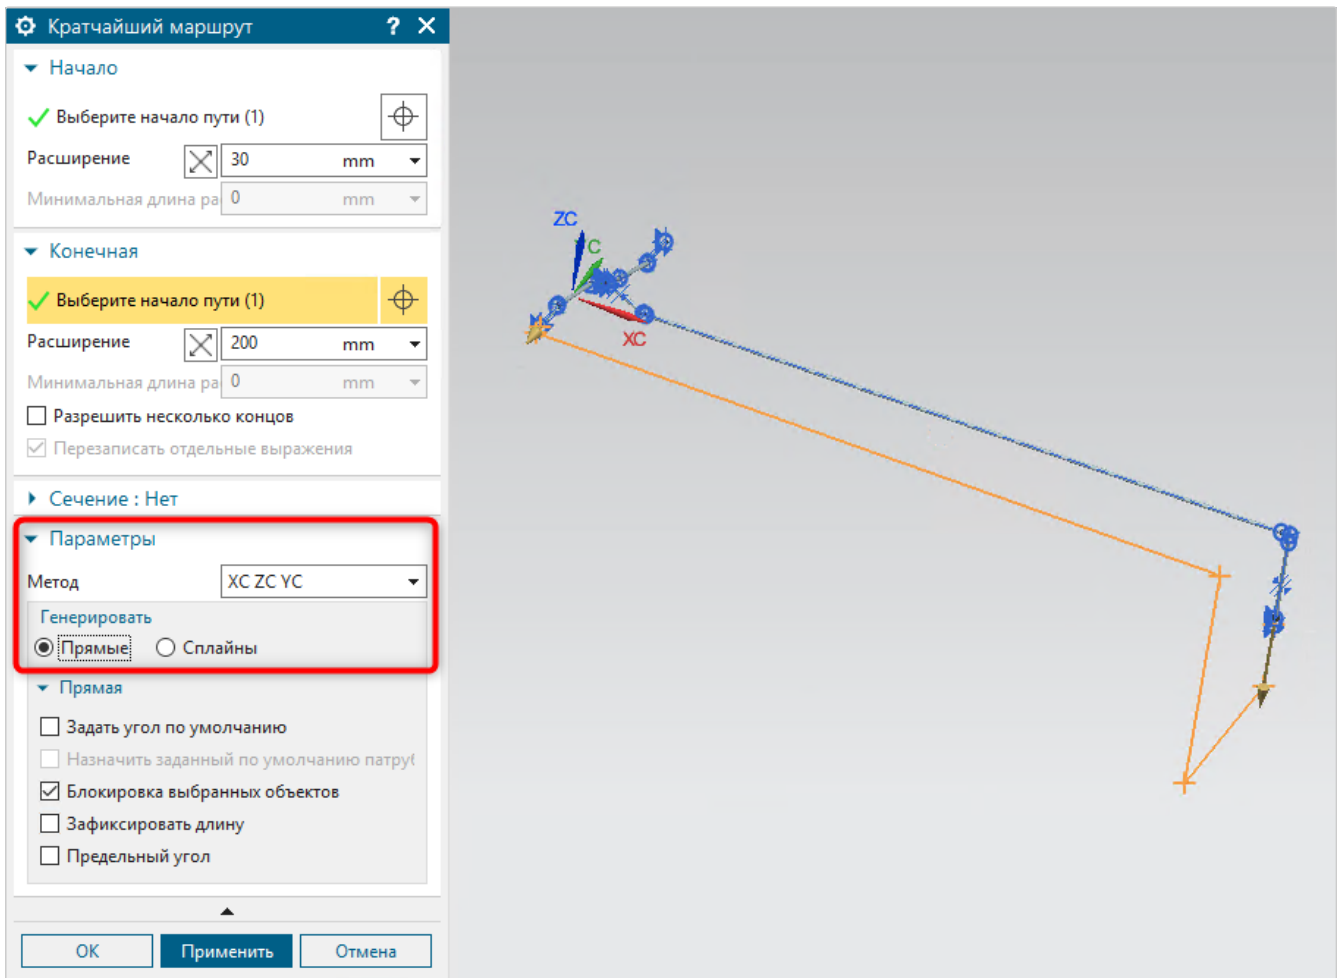 Кратчайший маршрут ?
Начало
Выберите начало пути (1)
Расширение 30 mm
Минимальная длина ра 0 mm
Конечная
Выберите начало пути (1)
Расширение 200 mm
Минимальная длина ра 0 mm
Разрешить несколько концов
Перезаписать отдельные выражения
Сечение : Нет
Параметры
Метод XC ZC YC
Генерировать
Прямые Сплайны
Прямая
Задать угол по умолчанию
Назначить заданный по умолчанию патруб
Блокировка выбранных объектов
Зафиксировать длину
Предельный угол
OK Применить Отмена
ZC
C
XC